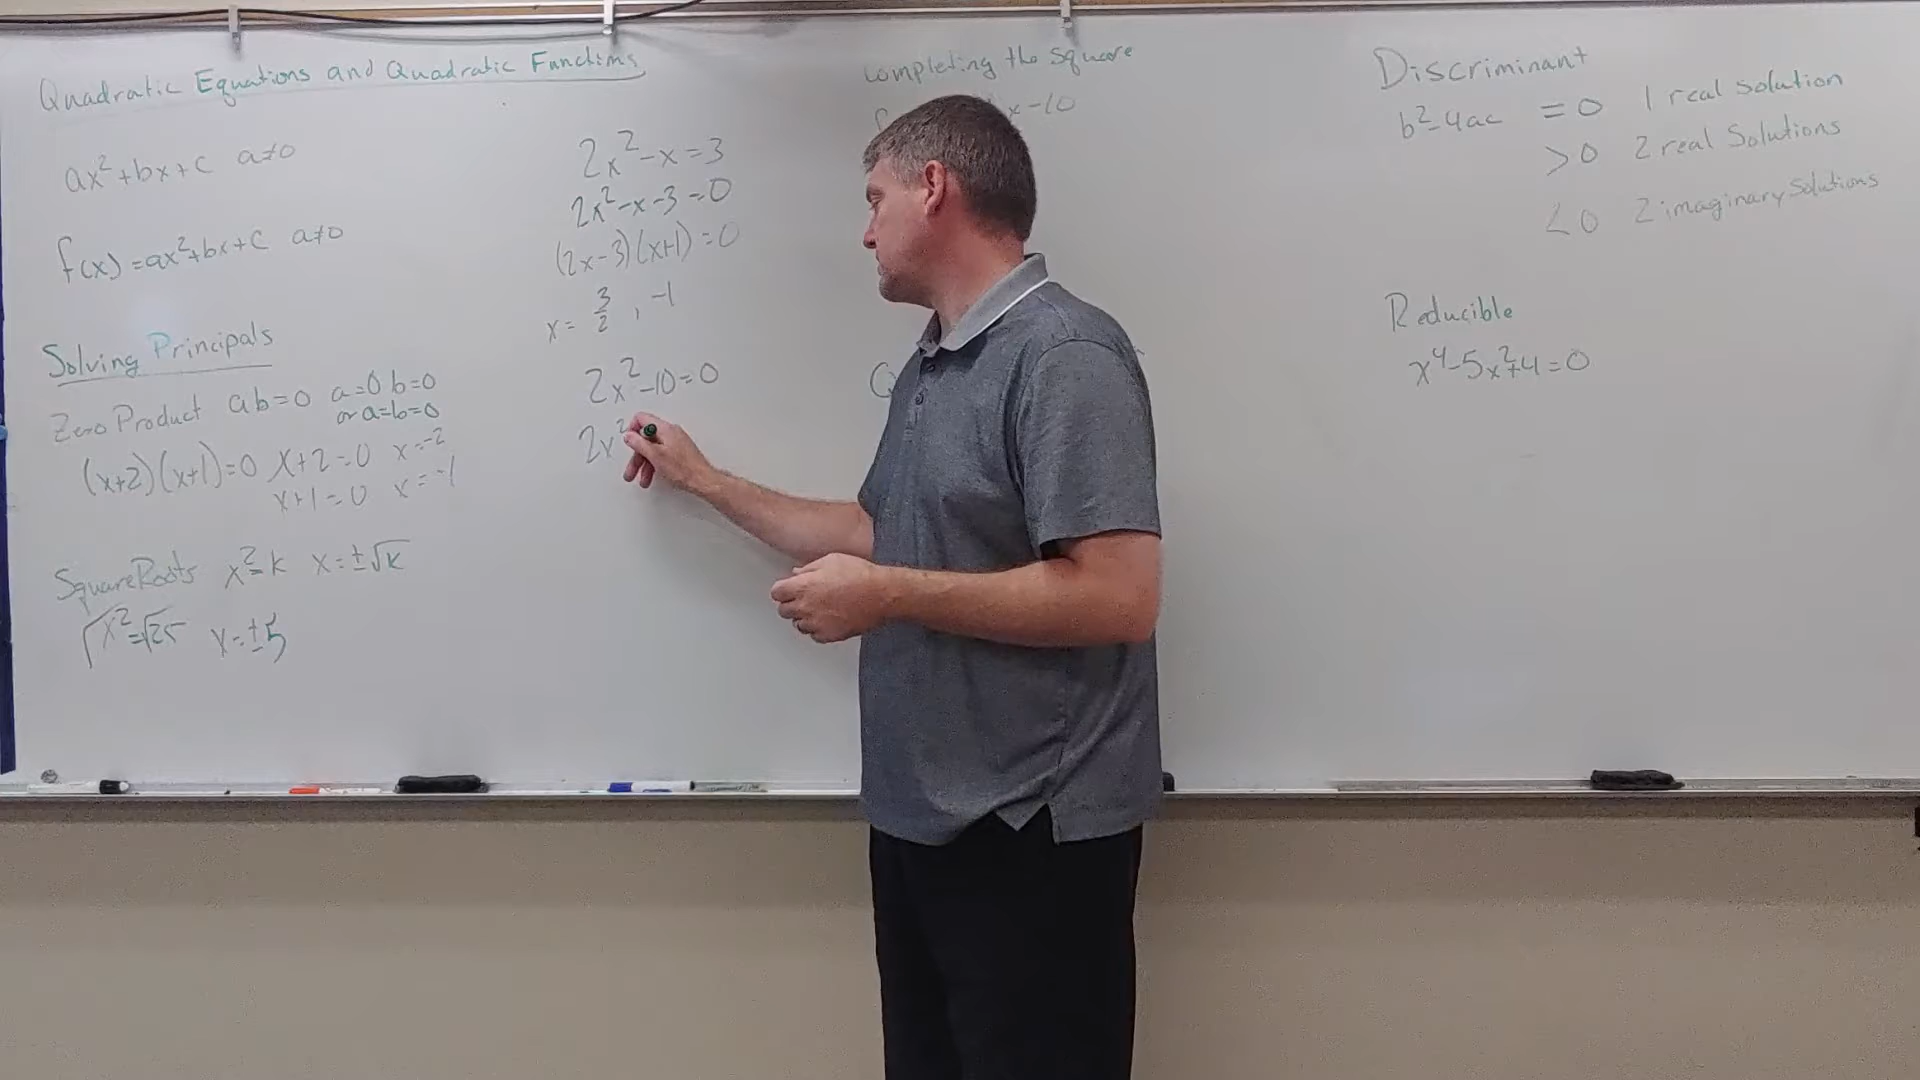 Quadratic Equations and Quadratic Functions
ax²+bx+c a≠0
f(x)=ax²+bx+c a≠0
Solving Principals
Zero Product ab=0 a=0 b=0
or a=b=0
(x+2)(x+1)=0 x+2=0 x=-2
x+1=0 x=-1
Square Roots x²=k x=±√k
√x²=√25 x=±5
2x²-x=3
2x²-x-3=0
(2x-3)(x+1)=0
x= 3/2, -1
2x²-10=0
2x²
Completing the square
x-10
Discriminant
b²-4ac =0 1 real solution
>0 2 real solutions
<0 2 imaginary solutions
Reducible
x⁴-5x²+4=0